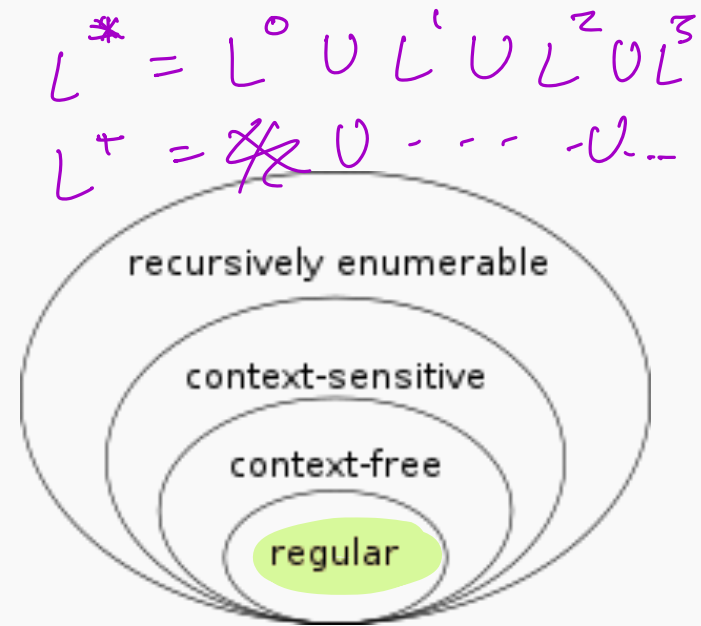 L* = L⁰ ∪ L¹ ∪ L² ∪ L³
L⁺ = ∪ - - - - ∪ - ...
recursively enumerable
context-sensitive
context-free
regular